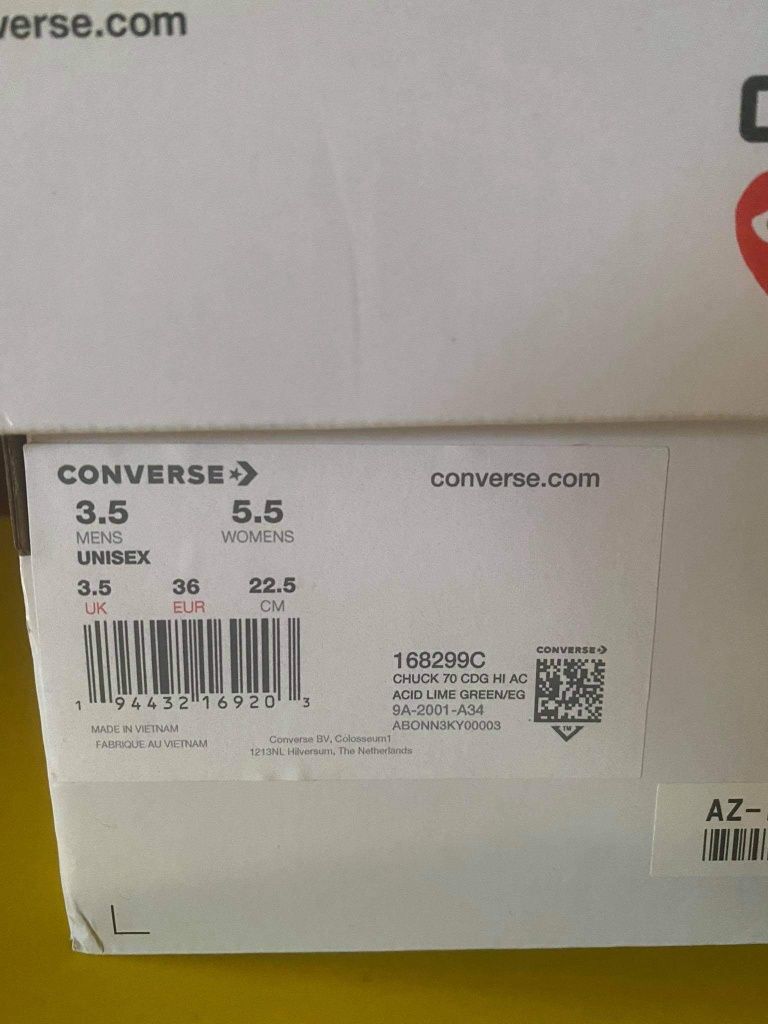 verse.com
CONVERSE
converse.com
3.5 5.5
MENS WOMENS
UNISEX
3.5 36 22.5
UK EUR CM
1 94432 16920 3
168299C
CHUCK 70 CDG HI AC
ACID LIME GREEN/EG
9A-2001-A34
ABONN3KY00003
CONVERSE
TM
MADE IN VIETNAM
FABRIQUE AU VIETNAM
Converse BV, Colosseum1
1213NL Hilversum, The Netherlands
AZ-